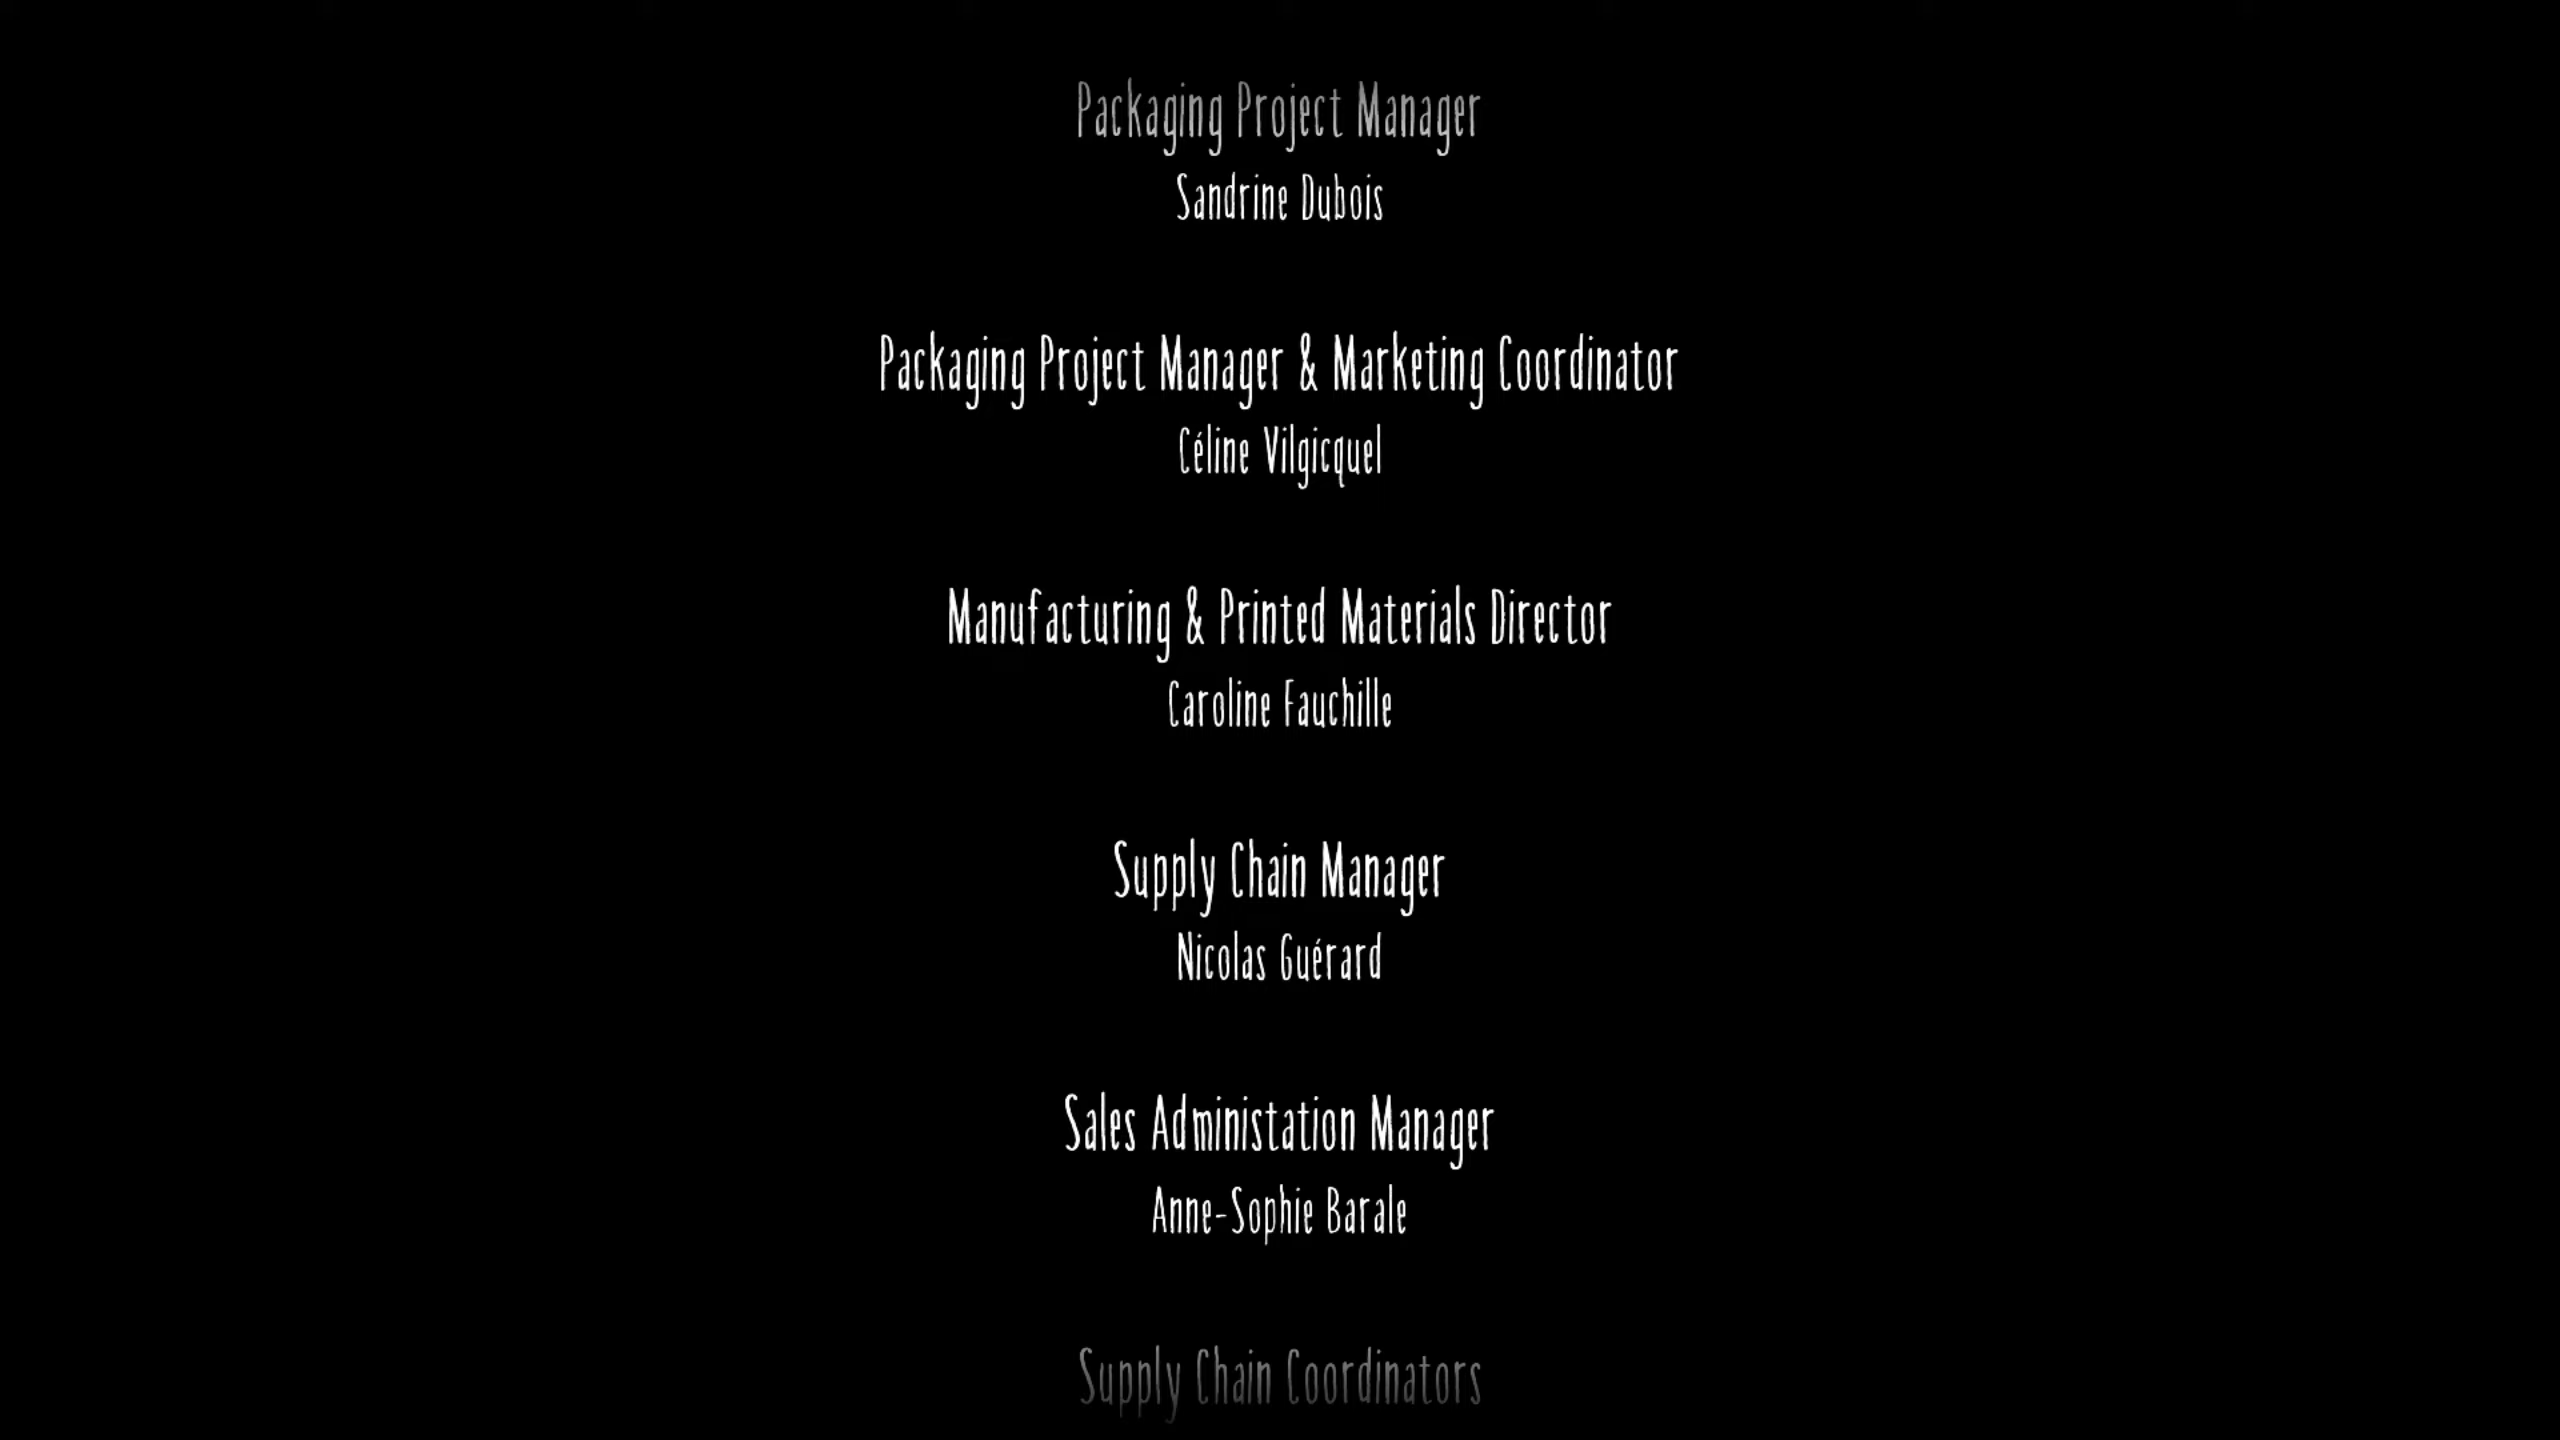 Packaging Project Manager
Sandrine Dubois
Packaging Project Manager & Marketing Coordinator
Céline Vilgicquel
Manufacturing & Printed Materials Director
Caroline Fauchille
Supply Chain Manager
Nicolas Guérard
Sales Administation Manager
Anne-Sophie Barale
Supply Chain Coordinators